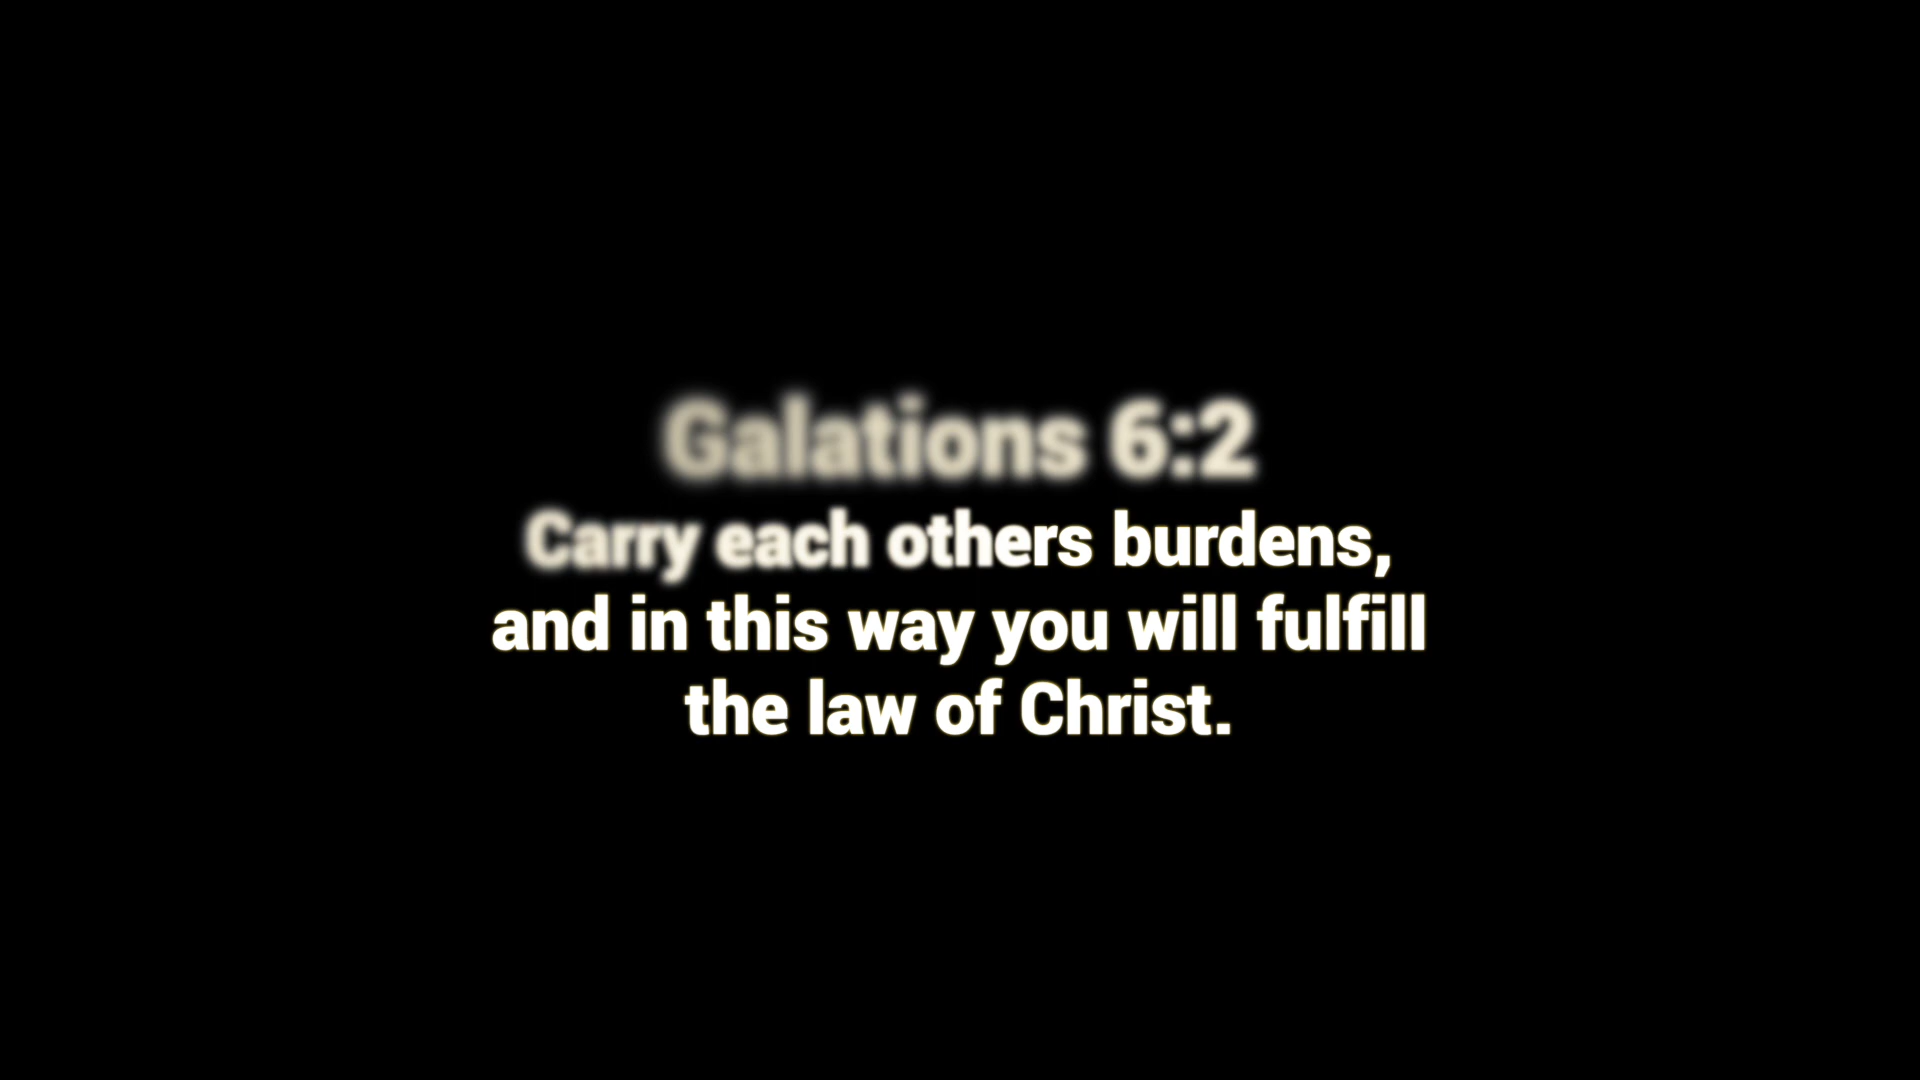 Galations 6:2
Carry each others burdens,
and in this way you will fulfill
the law of Christ.